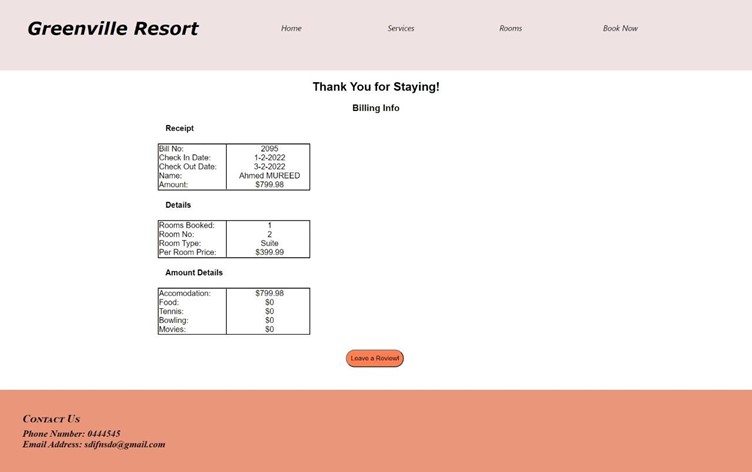 Greenville Resort
Home Services Rooms Book Now
Thank You for Staying!
Billing Info
Receipt
Bill No: 2095
Check In Date: 1-2-2022
Check Out Date: 3-2-2022
Name: Ahmed MUREED
Amount: $799.98
Details
Rooms Booked: 1
Room No: 2
Room Type: Suite
Per Room Price: $399.99
Amount Details
Accomodation: $799.98
Food: $0
Tennis: $0
Bowling: $0
Movies: $0
Leave a Review!
Contact Us
Phone Number: 0444545
Email Address: sdifnsdo@gmail.com